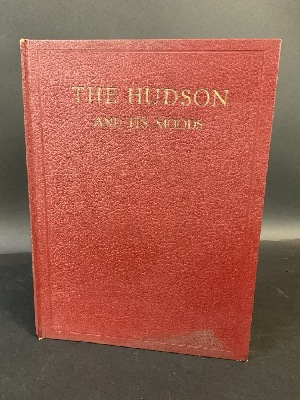 THE HUDSON
AND ITS MOODS